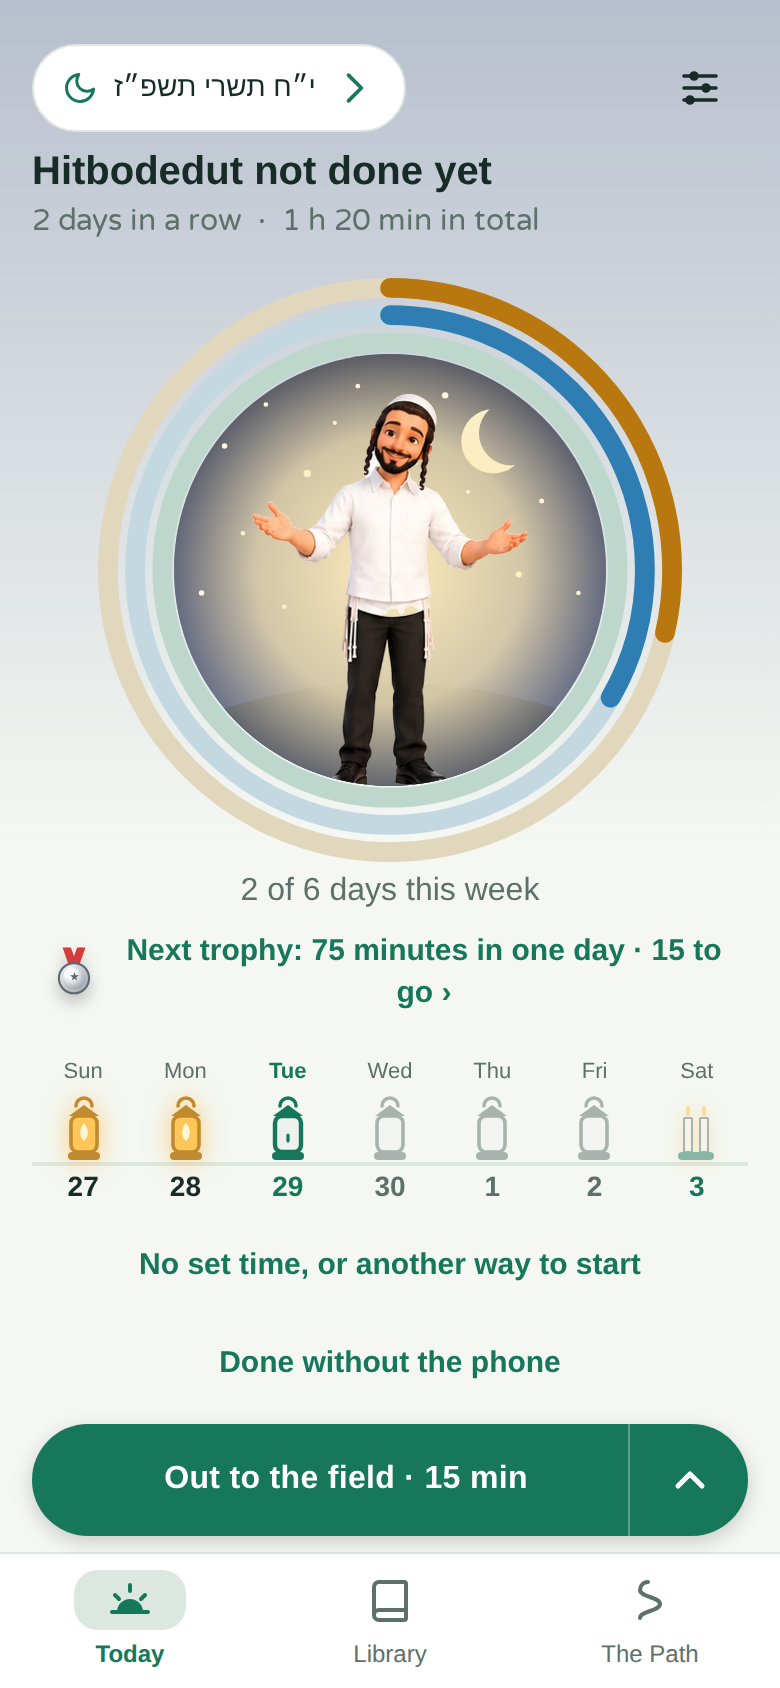 י״ח תשרי תשפ״ז
Hitbodedut not done yet
2 days in a row · 1 h 20 min in total
2 of 6 days this week
Next trophy: 75 minutes in one day · 15 to
go ›
Sun Mon Tue Wed Thu Fri Sat
27 28 29 30 1 2 3
No set time, or another way to start
Done without the phone
Out to the field · 15 min
Today Library The Path